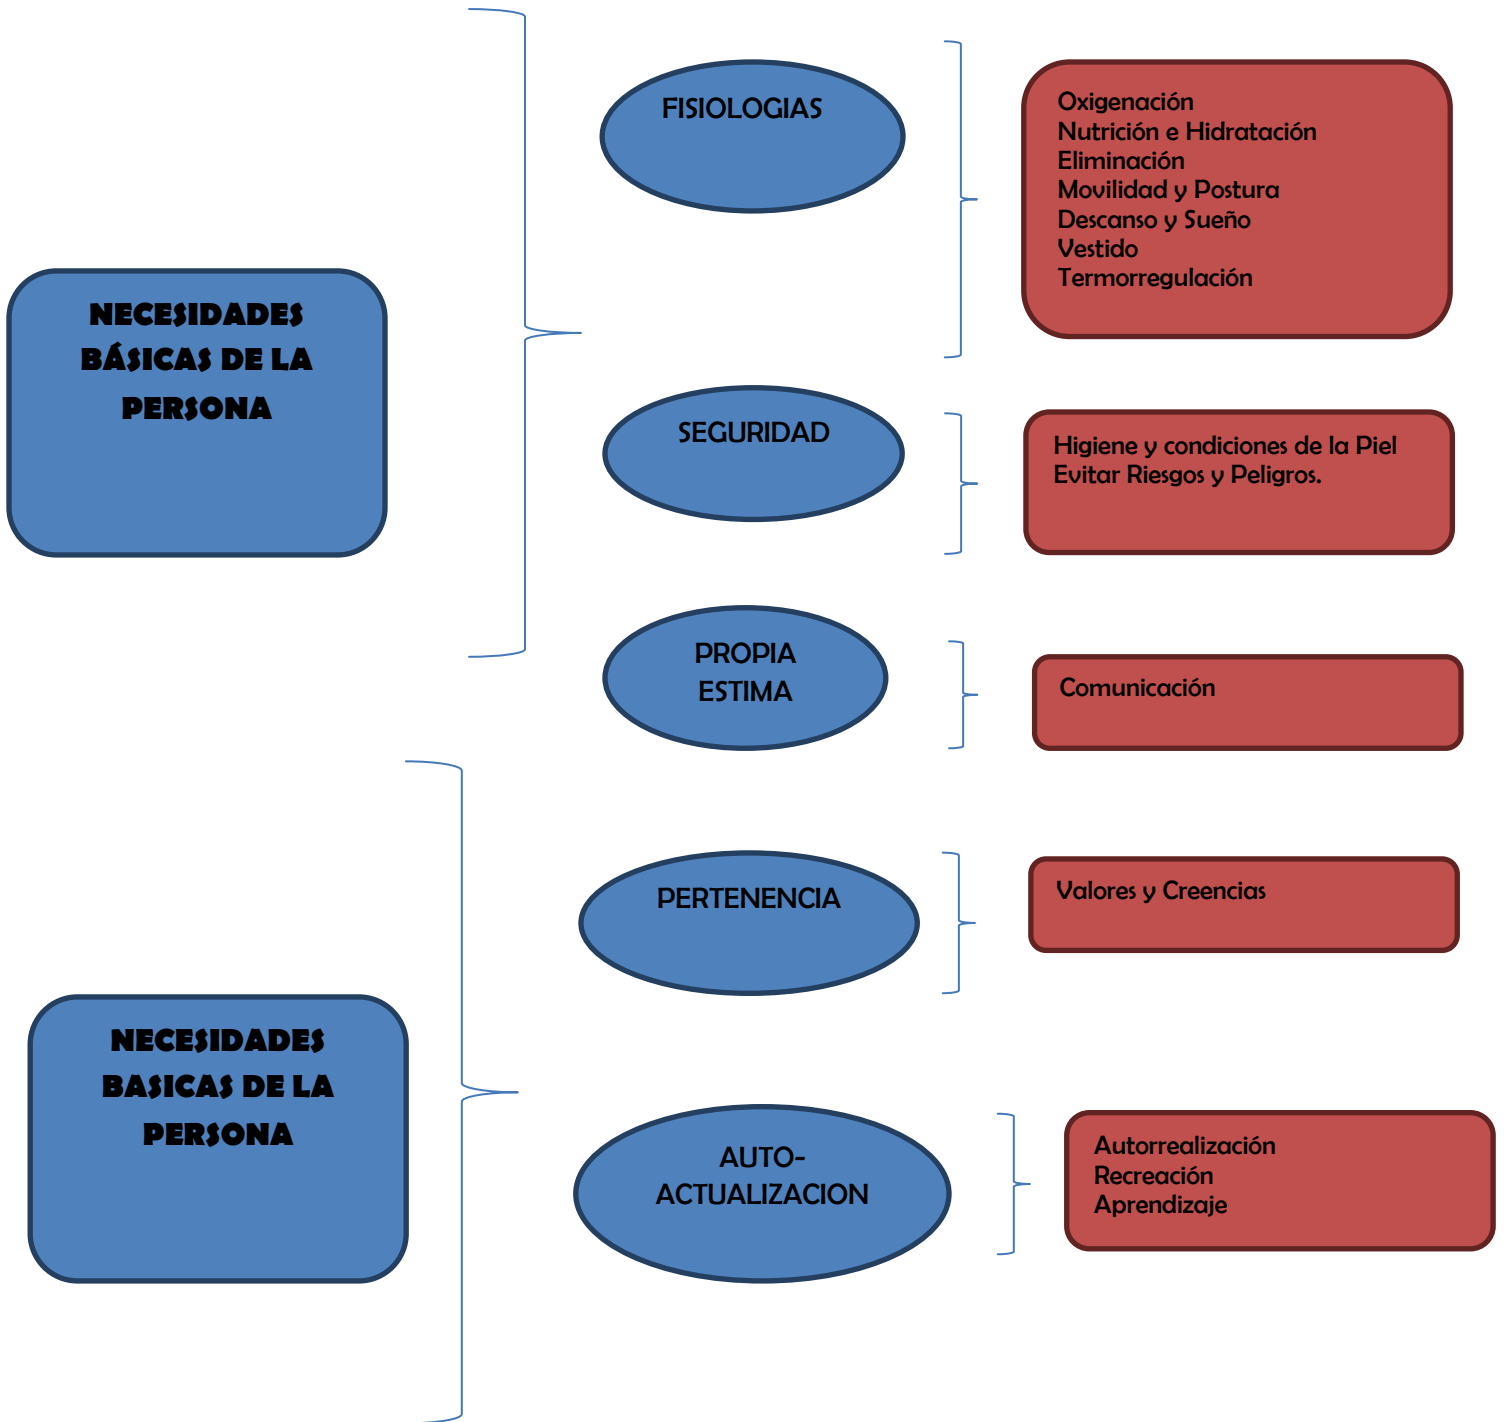 NECESIDADES
BÁSICAS DE LA
PERSONA
FISIOLOGIAS
Oxigenación
Nutrición e Hidratación
Eliminación
Movilidad y Postura
Descanso y Sueño
Vestido
Termorregulación
SEGURIDAD
Higiene y condiciones de la Piel
Evitar Riesgos y Peligros.
PROPIA
ESTIMA
Comunicación
NECESIDADES
BASICAS DE LA
PERSONA
PERTENENCIA
Valores y Creencias
AUTO-
ACTUALIZACION
Autorrealización
Recreación
Aprendizaje